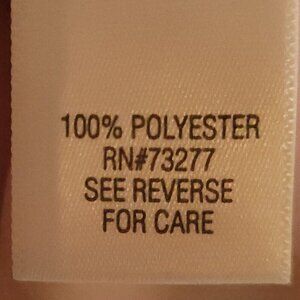 100% POLYESTER
RN#73277
SEE REVERSE
FOR CARE